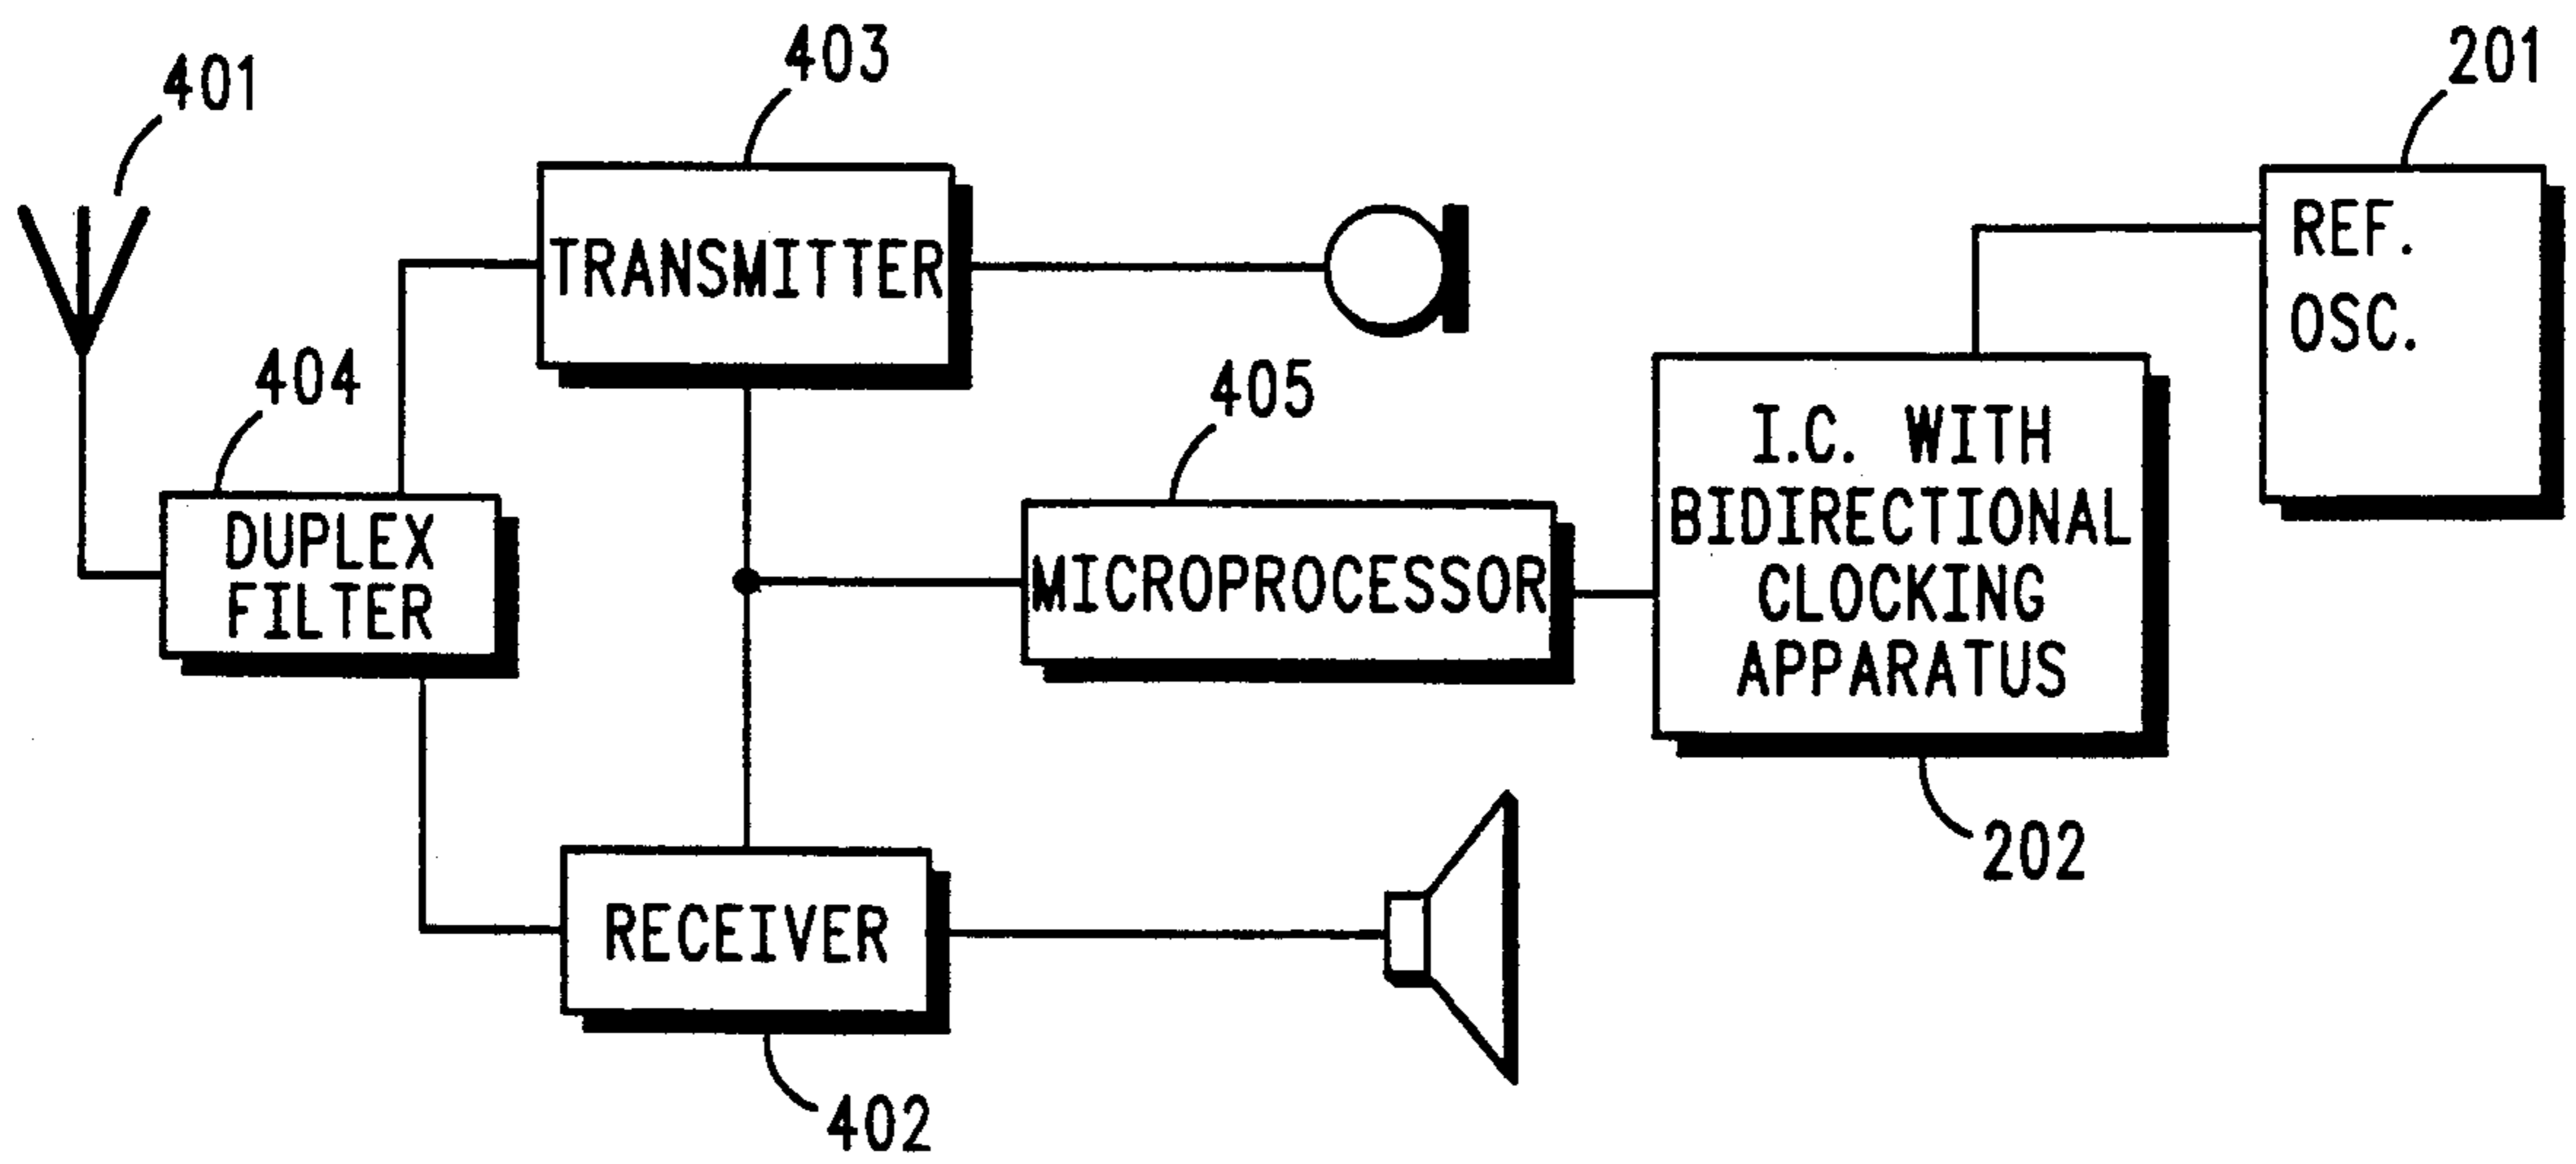 401
403
201
TRANSMITTER
REF.
OSC.
404
405
DUPLEX
FILTER
MICROPROCESSOR
I.C. WITH
BIDIRECTIONAL
CLOCKING
APPARATUS
202
RECEIVER
402